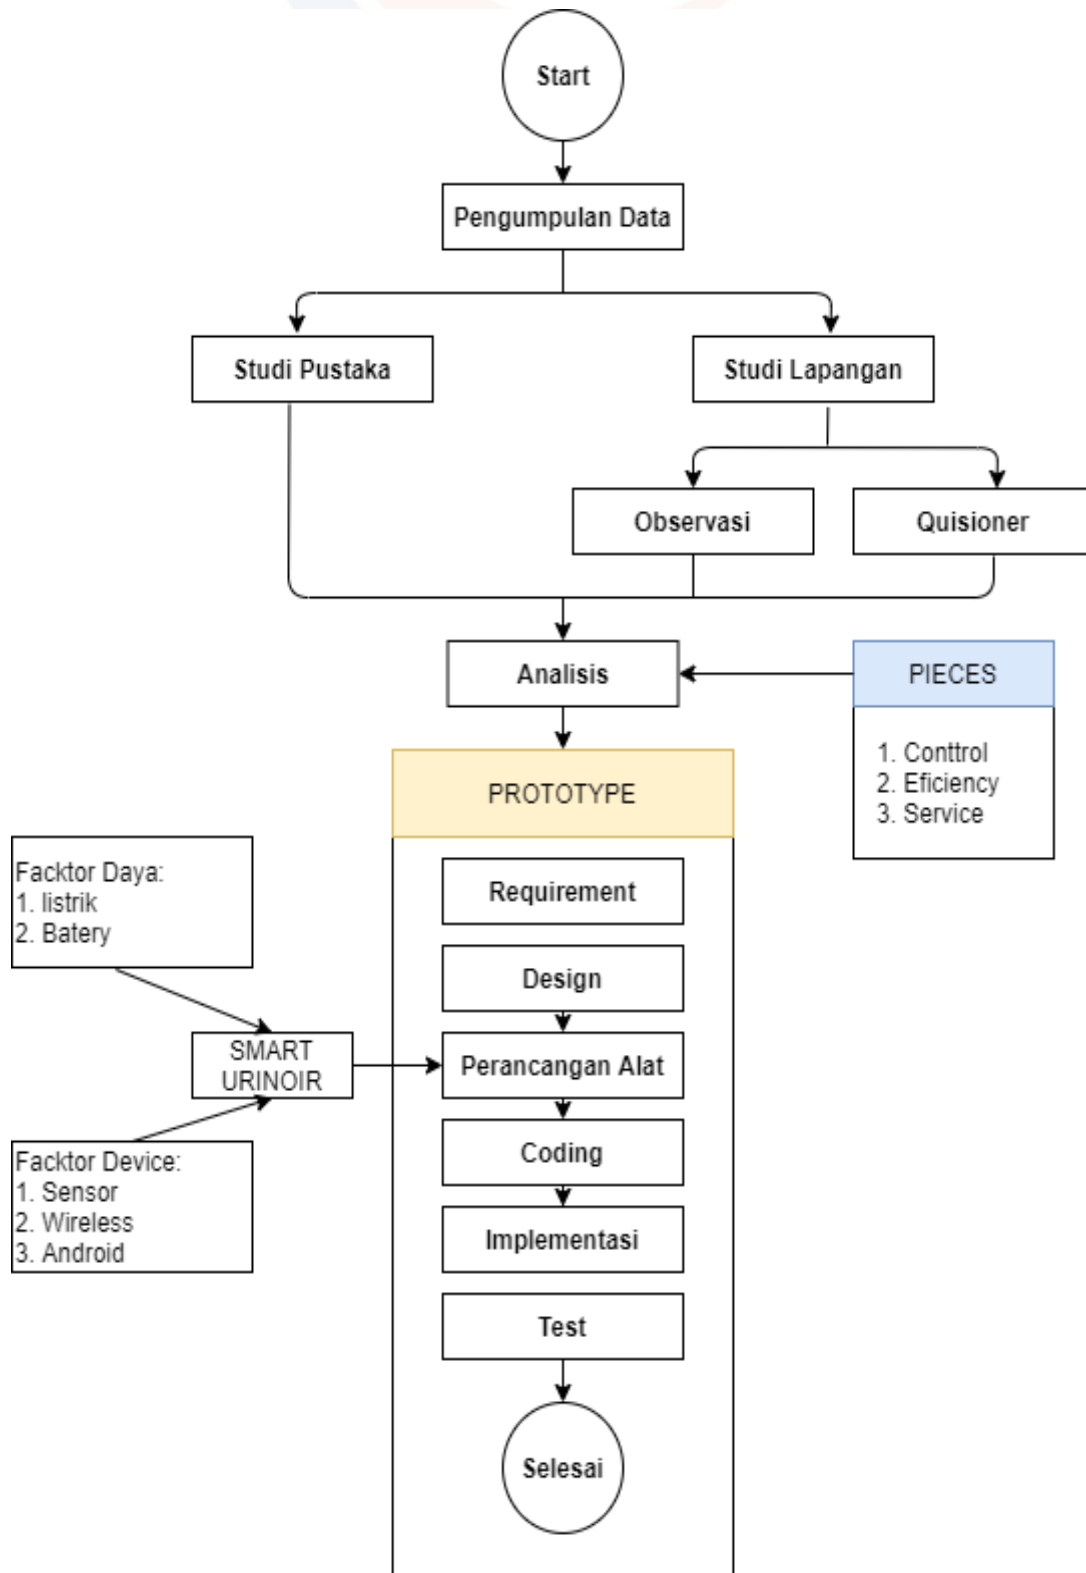 Start
Pengumpulan Data
Studi Pustaka
Studi Lapangan
Observasi
Quisioner
Analisis
PIECES
1. Conttrol
2. Eficiency
3. Service
PROTOTYPE
Requirement
Facktor Daya:
1. listrik
2. Batery
Design
SMART
URINOIR
Perancangan Alat
Coding
Facktor Device:
1. Sensor
2. Wireless
3. Android
Implementasi
Test
Selesai